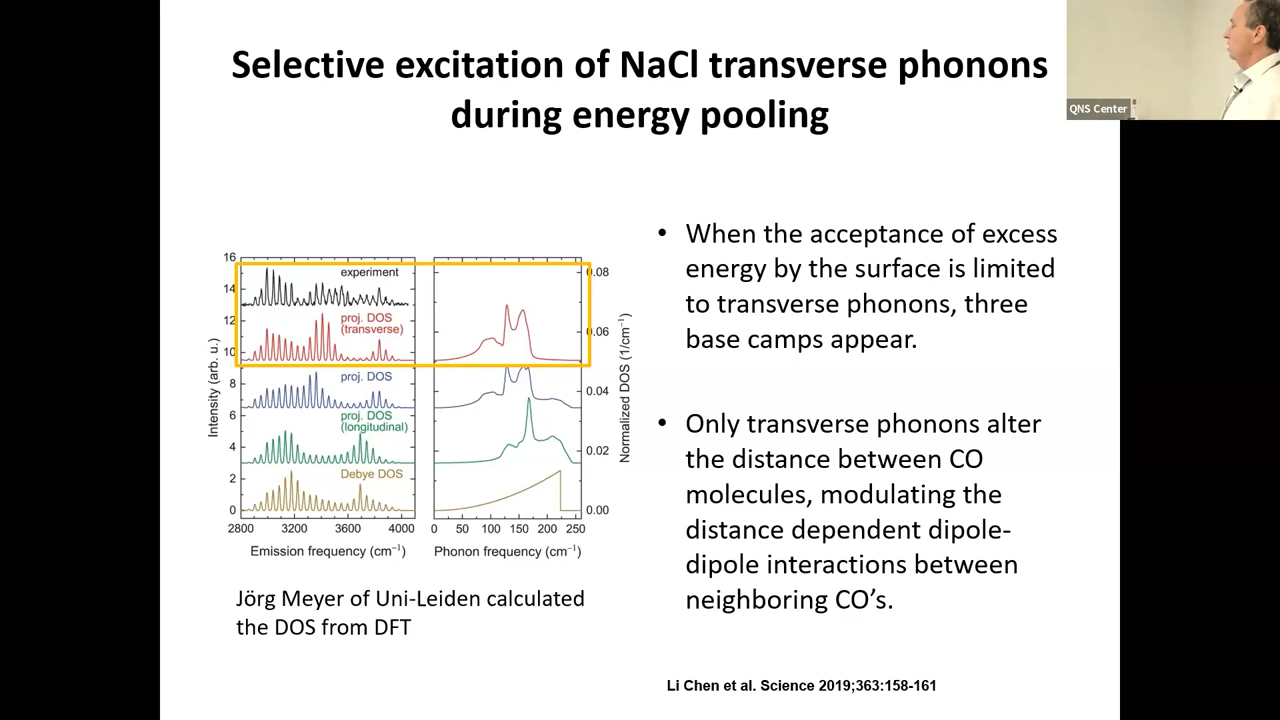 Selective excitation of NaCl transverse phonons
during energy pooling
QNS Center
• When the acceptance of excess
energy by the surface is limited
to transverse phonons, three
base camps appear.
• Only transverse phonons alter
the distance between CO
molecules, modulating the
distance dependent dipole-
dipole interactions between
neighboring CO's.
16
14
12
10
8
6
4
2
0
Intensity (arb. u.)
experiment
proj. DOS
(transverse)
proj. DOS
proj. DOS
(longitudinal)
Debye DOS
2800 3200 3600 4000
Emission frequency (cm⁻¹)
0.08
0.06
0.04
0.02
0.00
Normalized DOS (1/cm⁻¹)
0 50 100 150 200 250
Phonon frequency (cm⁻¹)
Jörg Meyer of Uni-Leiden calculated
the DOS from DFT
Li Chen et al. Science 2019;363:158-161